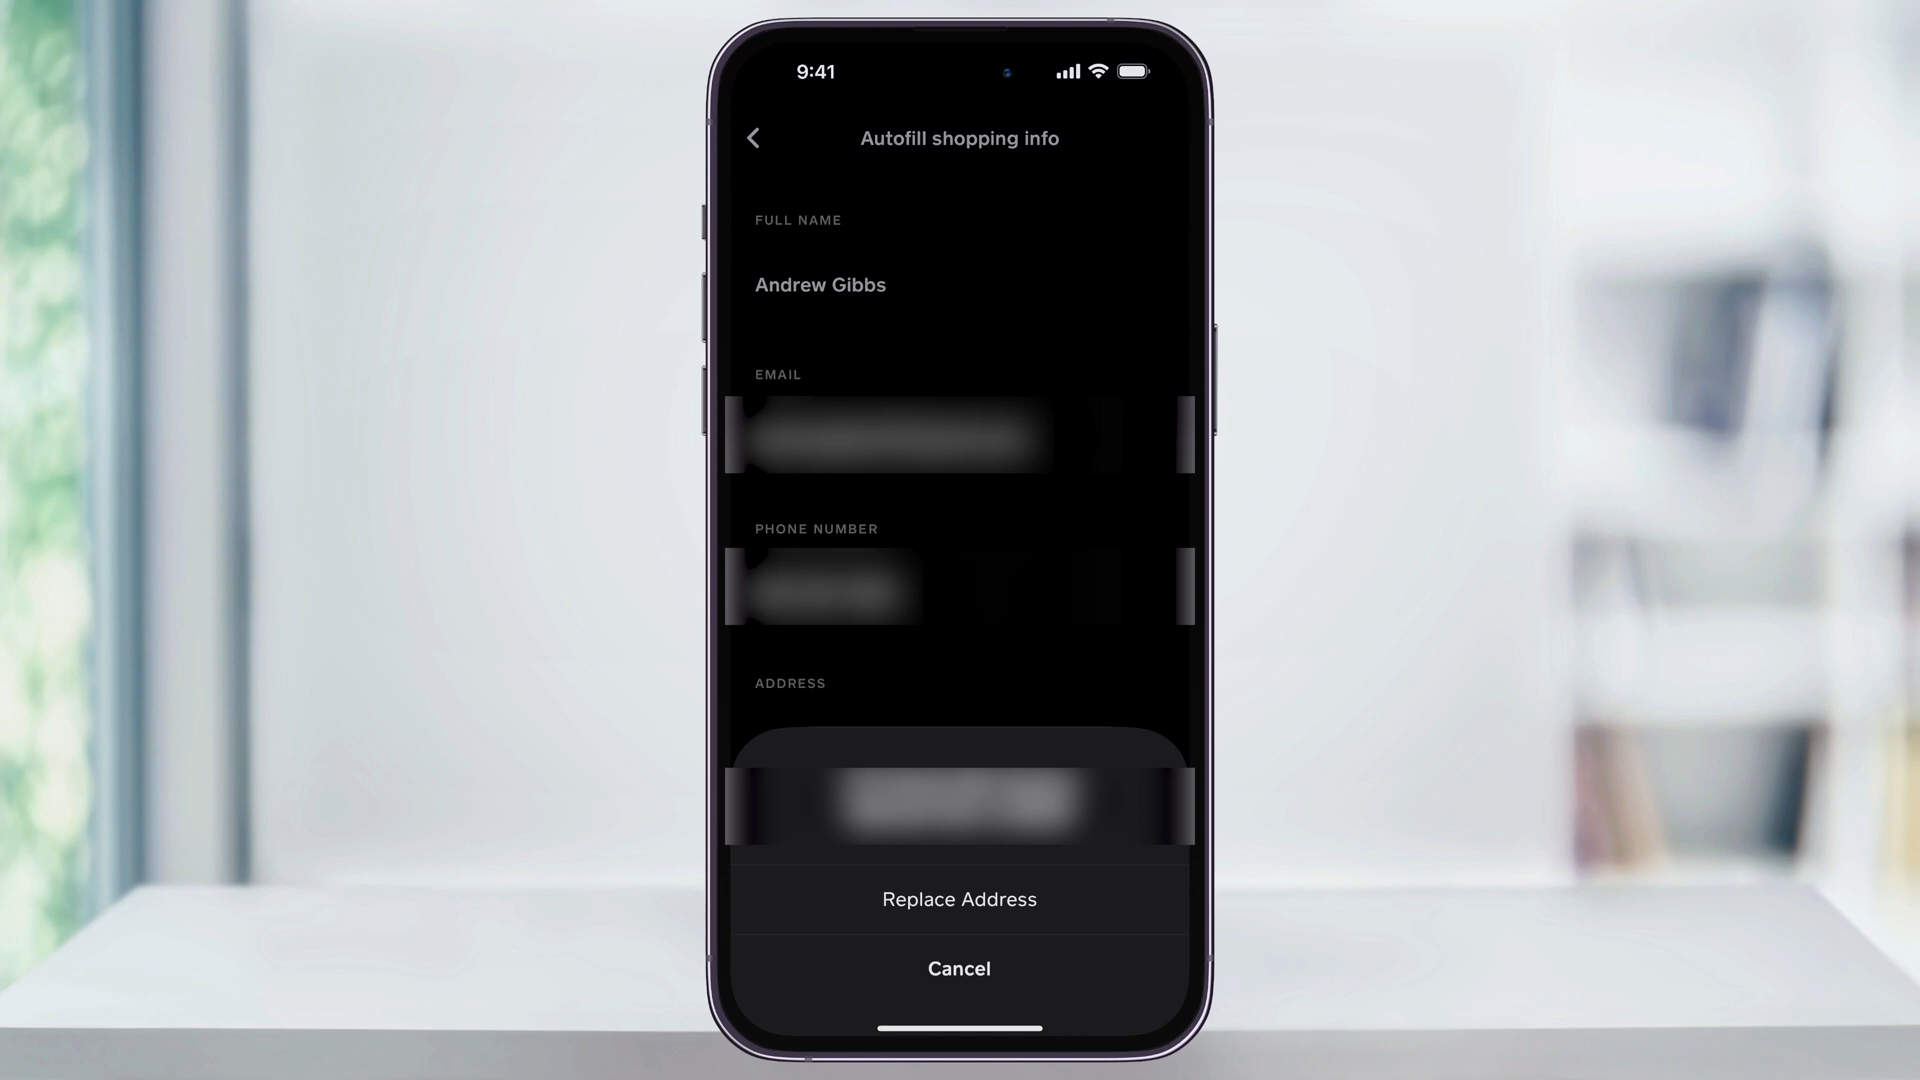 9:41
Autofill shopping info
FULL NAME
Andrew Gibbs
EMAIL
PHONE NUMBER
ADDRESS
Replace Address
Cancel